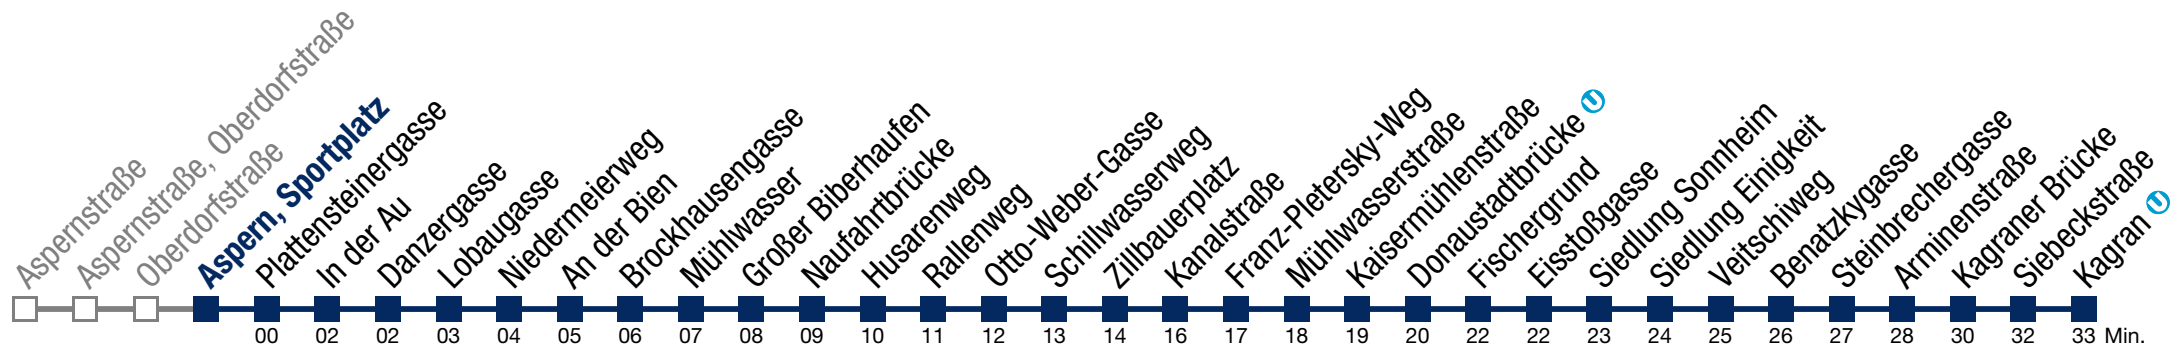 Aspernstraße
Aspernstraße, Oberdorfstraße
Oberdorfstraße
Aspern, Sportplatz
Plattensteinergasse
In der Au
Danzergasse
Lobaugasse
Niedermeierweg
An der Bien
Brockhausengasse
Mühlwasser
Großer Biberhaufen
Naufahrtbrücke
Husarenweg
Rallenweg
Otto-Weber-Gasse
Schillwasserweg
Zillbauerplatz
Kanalstraße
Franz-Pletersky-Weg
Mühlwasserstraße
Kaisermühlenstraße
Donaustadtbrücke U
Fischergrund
Eisstoßgasse
Siedlung Sonnheim
Siedlung Einigkeit
Veitschiweg
Benatzkygasse
Steinbrechergasse
Arminenstraße
Kagraner Brücke
Siebeckstraße
Kagran U
00 02 02 03 04 05 06 07 08 09 10 11 12 13 14 16 17 18 19 20 22 22 23 24 25 26 27 28 30 32 33 Min.